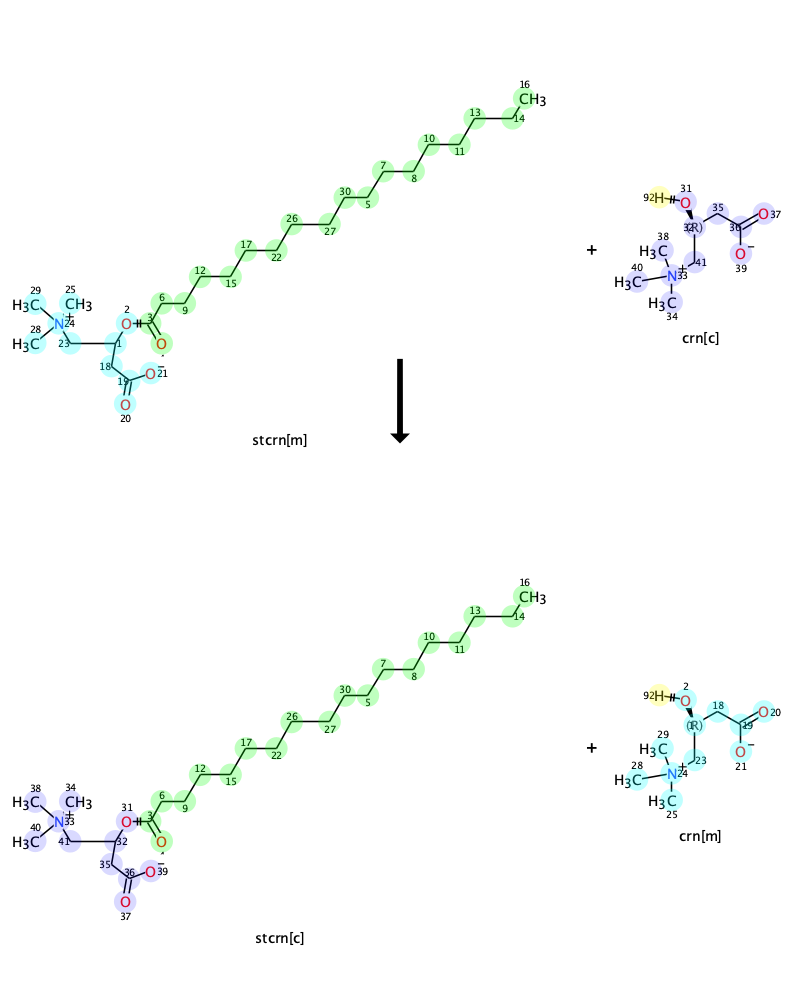 16
CH3
13
14
10
11
7
8
92 H O 31
30
5
35
O 37
26
27
32 (R)
36
38
H3C
O−
39
41
17
22
+
H3C 40
N+ 33
12
15
H3C
34
6
9
crn[c]
29
H3C
25
CH3
2
O
3
N+ 24
28
H3C
23
1
O
4
18
19
O− 21
O
20
stcrn[m]
16
CH3
13
14
10
11
7
8
92 H O 2
30
5
18
O 20
26
27
1 (R)
19
29
H3C
O−
21
23
17
22
+
28
H3C
N+ 24
12
15
H3C
25
6
9
crn[m]
38
H3C
34
CH3
31
O
3
N+ 33
40
H3C
41
32
O
4
35
36
O− 39
O
37
stcrn[c]